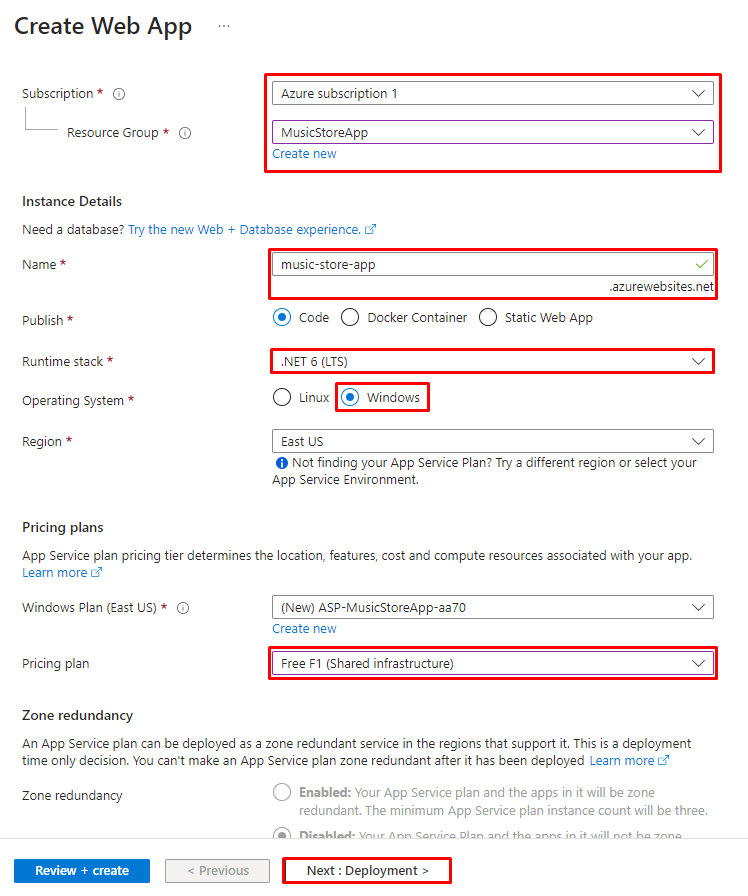 Create Web App ...
Subscription * Azure subscription 1
Resource Group * MusicStoreApp
Create new
Instance Details
Need a database? Try the new Web + Database experience.
Name * music-store-app
.azurewebsites.net
Publish * Code Docker Container Static Web App
Runtime stack * .NET 6 (LTS)
Operating System * Linux Windows
Region * East US
Not finding your App Service Plan? Try a different region or select your
App Service Environment.
Pricing plans
App Service plan pricing tier determines the location, features, cost and compute resources associated with your app.
Learn more
Windows Plan (East US) * (New) ASP-MusicStoreApp-aa70
Create new
Pricing plan Free F1 (Shared infrastructure)
Zone redundancy
An App Service plan can be deployed as a zone redundant service in the regions that support it. This is a deployment
time only decision. You can't make an App Service plan zone redundant after it has been deployed Learn more
Zone redundancy Enabled: Your App Service plan and the apps in it will be zone
redundant. The minimum App Service plan instance count will be three.
Disabled: Your App Service Plan and the apps in it will not be zone
Review + create < Previous Next : Deployment >